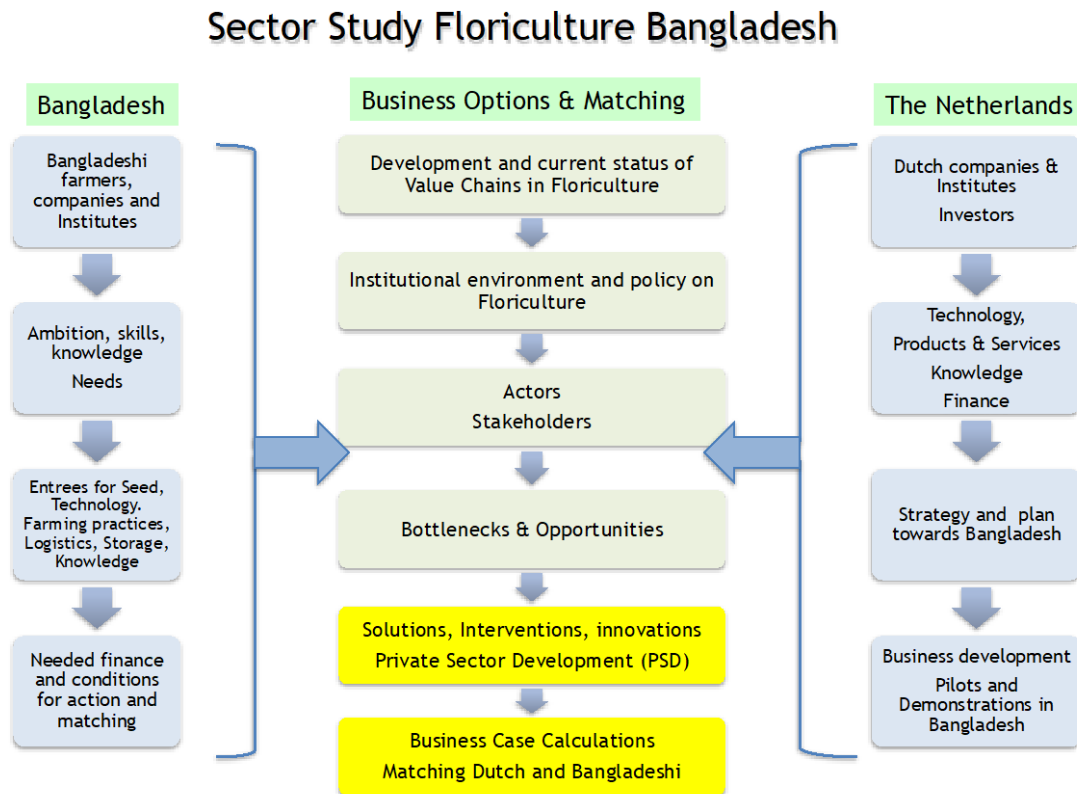 Sector Study Floriculture Bangladesh
Bangladesh
Bangladeshi
farmers,
companies and
Institutes
Ambition, skills,
knowledge
Needs
Entrees for Seed,
Technology.
Farming practices,
Logistics, Storage,
Knowledge
Needed finance
and conditions
for action and
matching
Business Options & Matching
Development and current status of
Value Chains in Floriculture
Institutional environment and policy on
Floriculture
Actors
Stakeholders
Bottlenecks & Opportunities
Solutions, Interventions, innovations
Private Sector Development (PSD)
Business Case Calculations
Matching Dutch and Bangladeshi
The Netherlands
Dutch companies &
Institutes
Investors
Technology,
Products & Services
Knowledge
Finance
Strategy and plan
towards Bangladesh
Business development
Pilots and
Demonstrations in
Bangladesh